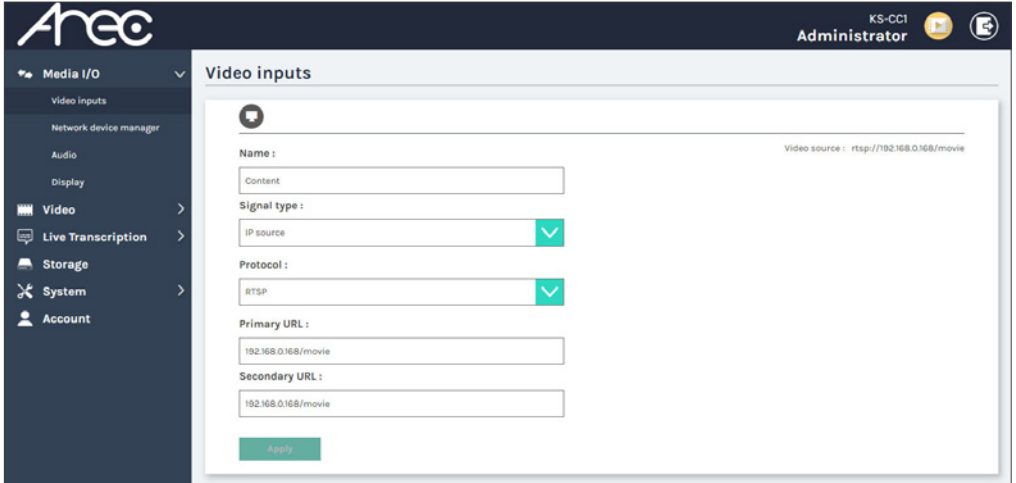 Arec
KS-CC1
Administrator
Media I/O
Video inputs
Network device manager
Audio
Display
Video
Live Transcription
Storage
System
Account
Video inputs
Video source : rtsp://192.168.0.168/movie
Name :
Content
Signal type :
IP source
Protocol :
RTSP
Primary URL :
192.168.0.168/movie
Secondary URL :
192.168.0.168/movie
Apply